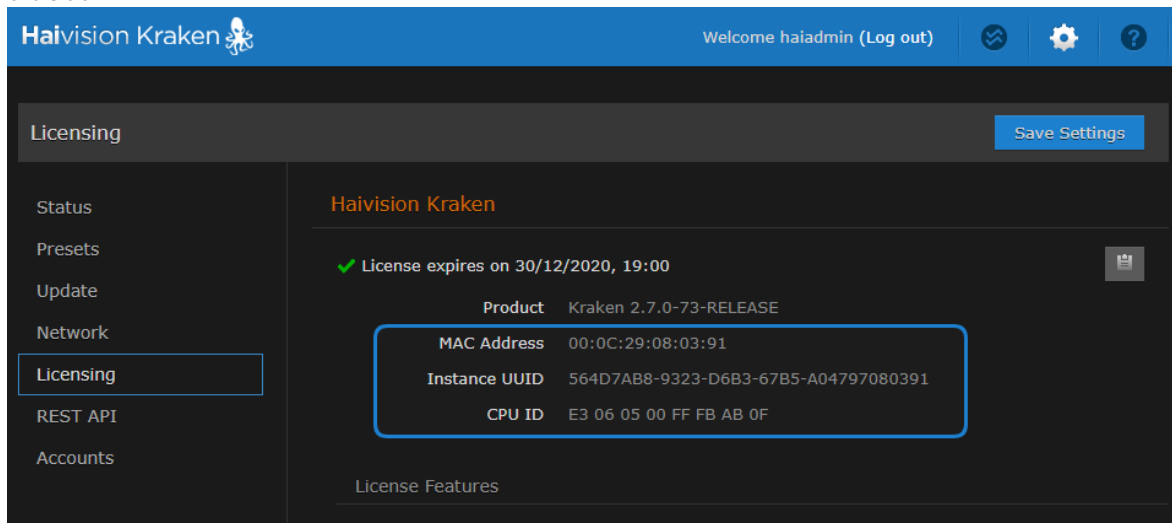 Haivision Kraken
Welcome haiadmin (Log out)
Licensing
Save Settings
Status
Presets
Update
Network
Licensing
REST API
Accounts
Haivision Kraken
License expires on 30/12/2020, 19:00
Product Kraken 2.7.0-73-RELEASE
MAC Address 00:0C:29:08:03:91
Instance UUID 564D7AB8-9323-D6B3-67B5-A04797080391
CPU ID E3 06 05 00 FF FB AB 0F
License Features